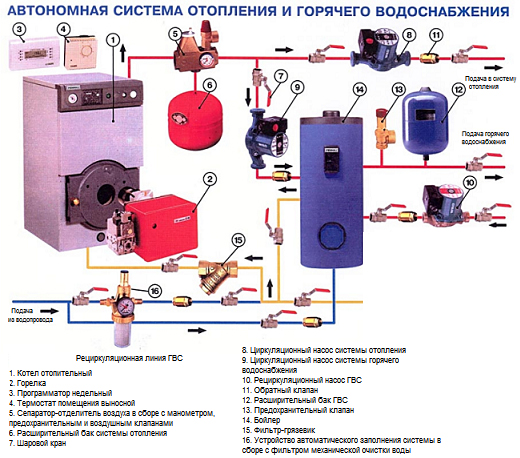 АВТОНОМНАЯ СИСТЕМА ОТОПЛЕНИЯ И ГОРЯЧЕГО ВОДОСНАБЖЕНИЯ
3
4
1
5
8
11
Подача в систему
отопления
7
6
9
14
13
12
Подача горячего
водоснабжения
2
10
15
16
Подача
из водопровода
Рециркуляционная линия ГВС
1. Котел отопительный
2. Горелка
3. Программатор недельный
4. Термостат помещения выносной
5. Сепаратор-отделитель воздуха в сборе с манометром,
предохранительным и воздушным клапанами
6. Расширительный бак системы отопления
7. Шаровой кран
8. Циркуляционный насос системы отопления
9. Циркуляционный насос системы горячего
водоснабжения
10. Рециркуляционный насос ГВС
11. Обратный клапан
12. Расширительный бак ГВС
13. Предохранительный клапан
14. Бойлер
15. Фильтр-грязевик
16. Устройство автоматического заполнения системы в
сборе с фильтром механической очистки воды